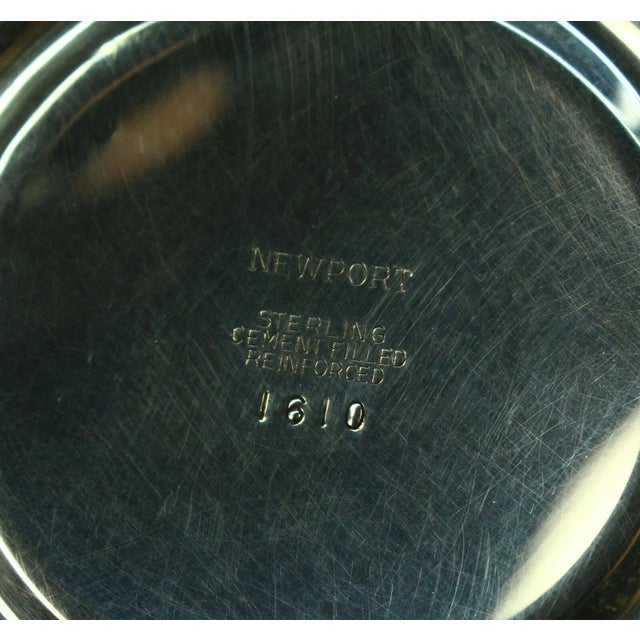 NEWPORT
STERLING
CEMENT FILLED
REINFORCED
1610